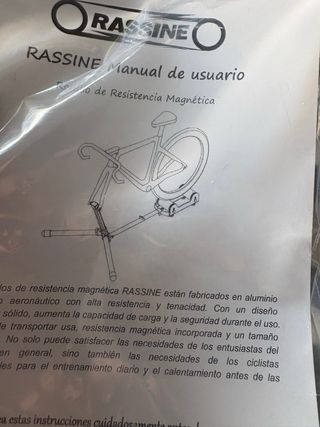 RASSINE
RASSINE Manual de usuario
de Resistencia Magnética
de resistencia magnética RASSINE están fabricados en aluminio
aeronáutico con alta resistencia y tenacidad. Con un diseño
sólido, aumenta la capacidad de carga y la seguridad durante el uso.
de transportar usa, resistencia magnética incorporada y un tamaño
No solo puede satisfacer las necesidades de los entusiastas del
en general, sino también las necesidades de los ciclistas
para el entrenamiento diario y el calentamiento antes de las
estas instrucciones cuidadosamente antes